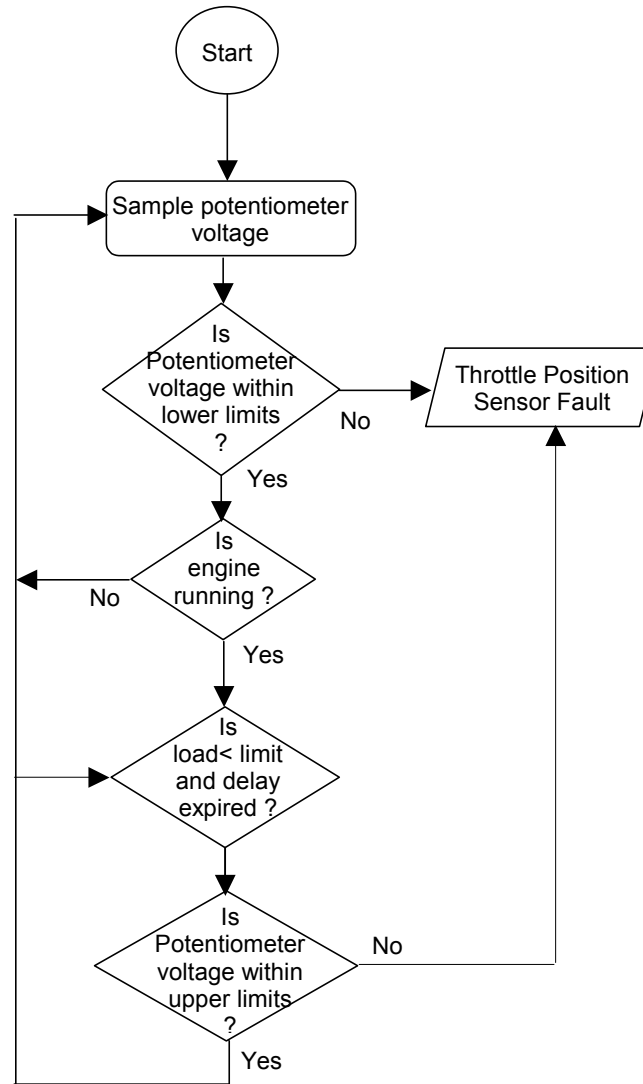 Start
Sample potentiometer
voltage
Is
Potentiometer
voltage within
lower limits
?
No
Throttle Position
Sensor Fault
Yes
Is
engine
running ?
No
Yes
Is
load< limit
and delay
expired ?
Is
Potentiometer
voltage within
upper limits
?
No
Yes